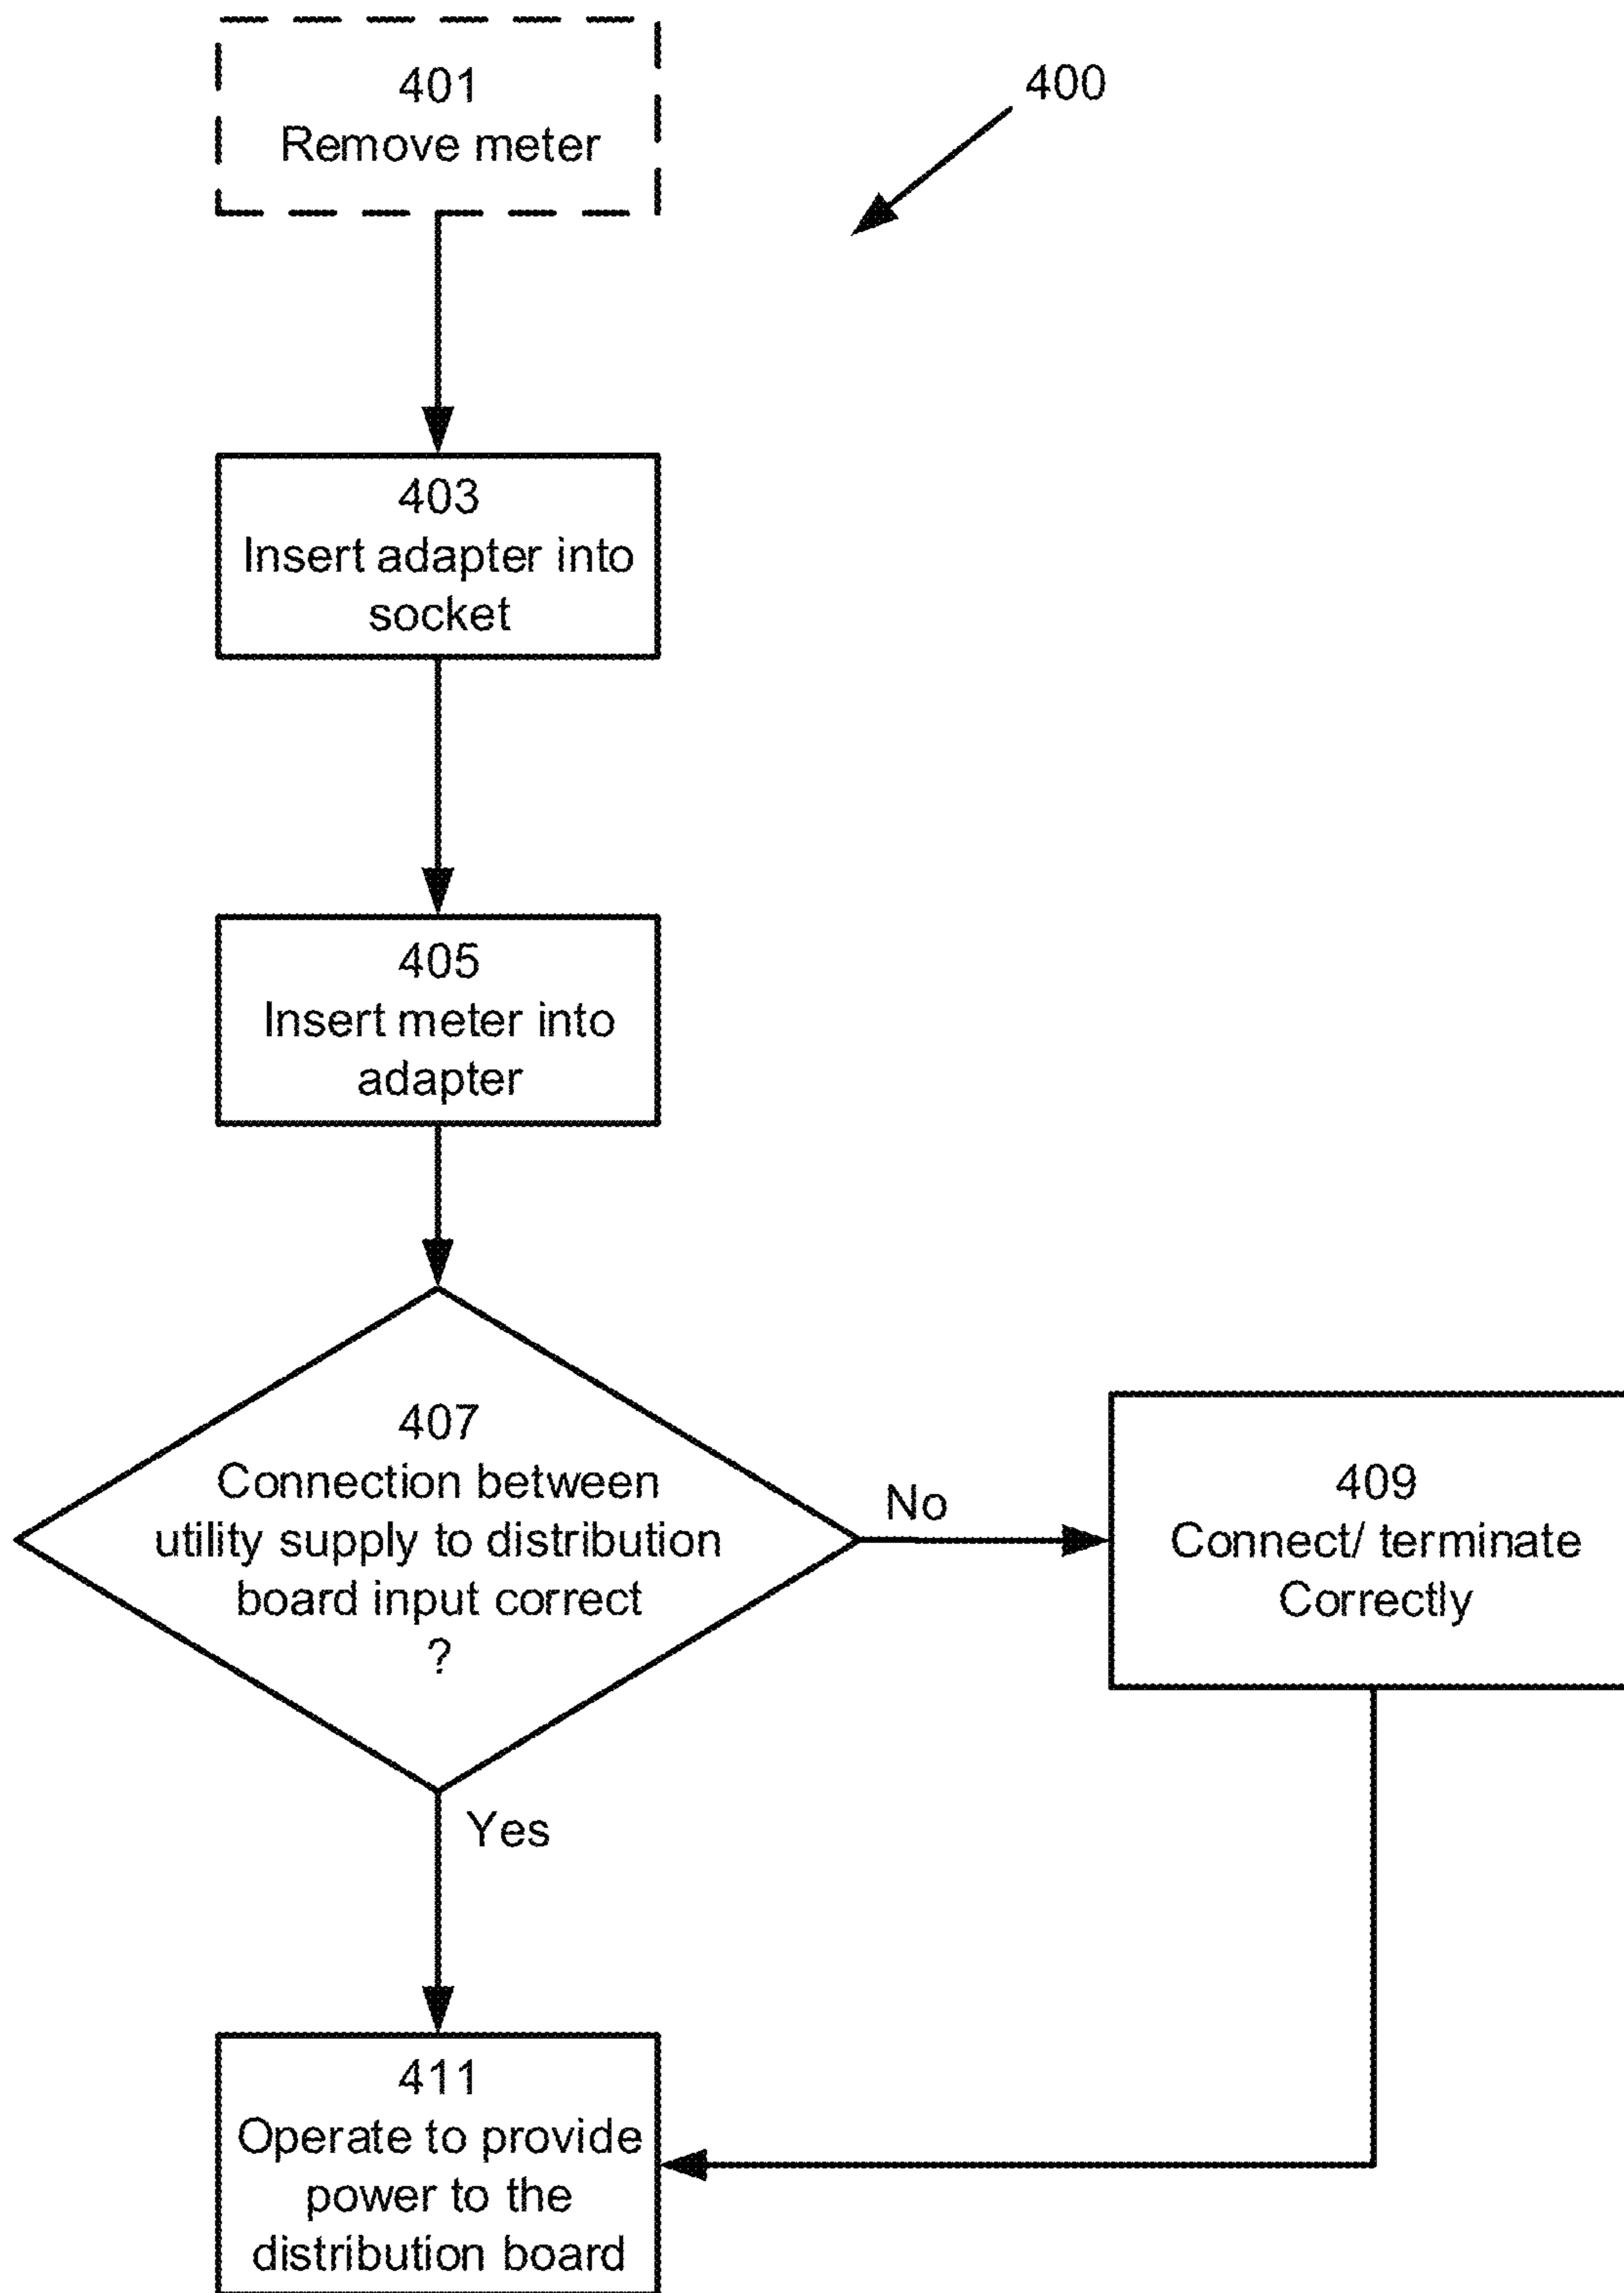 401
Remove meter
400
403
Insert adapter into
socket
405
Insert meter into
adapter
407
Connection between
utility supply to distribution
board input correct
?
No
409
Connect/ terminate
Correctly
Yes
411
Operate to provide
power to the
distribution board